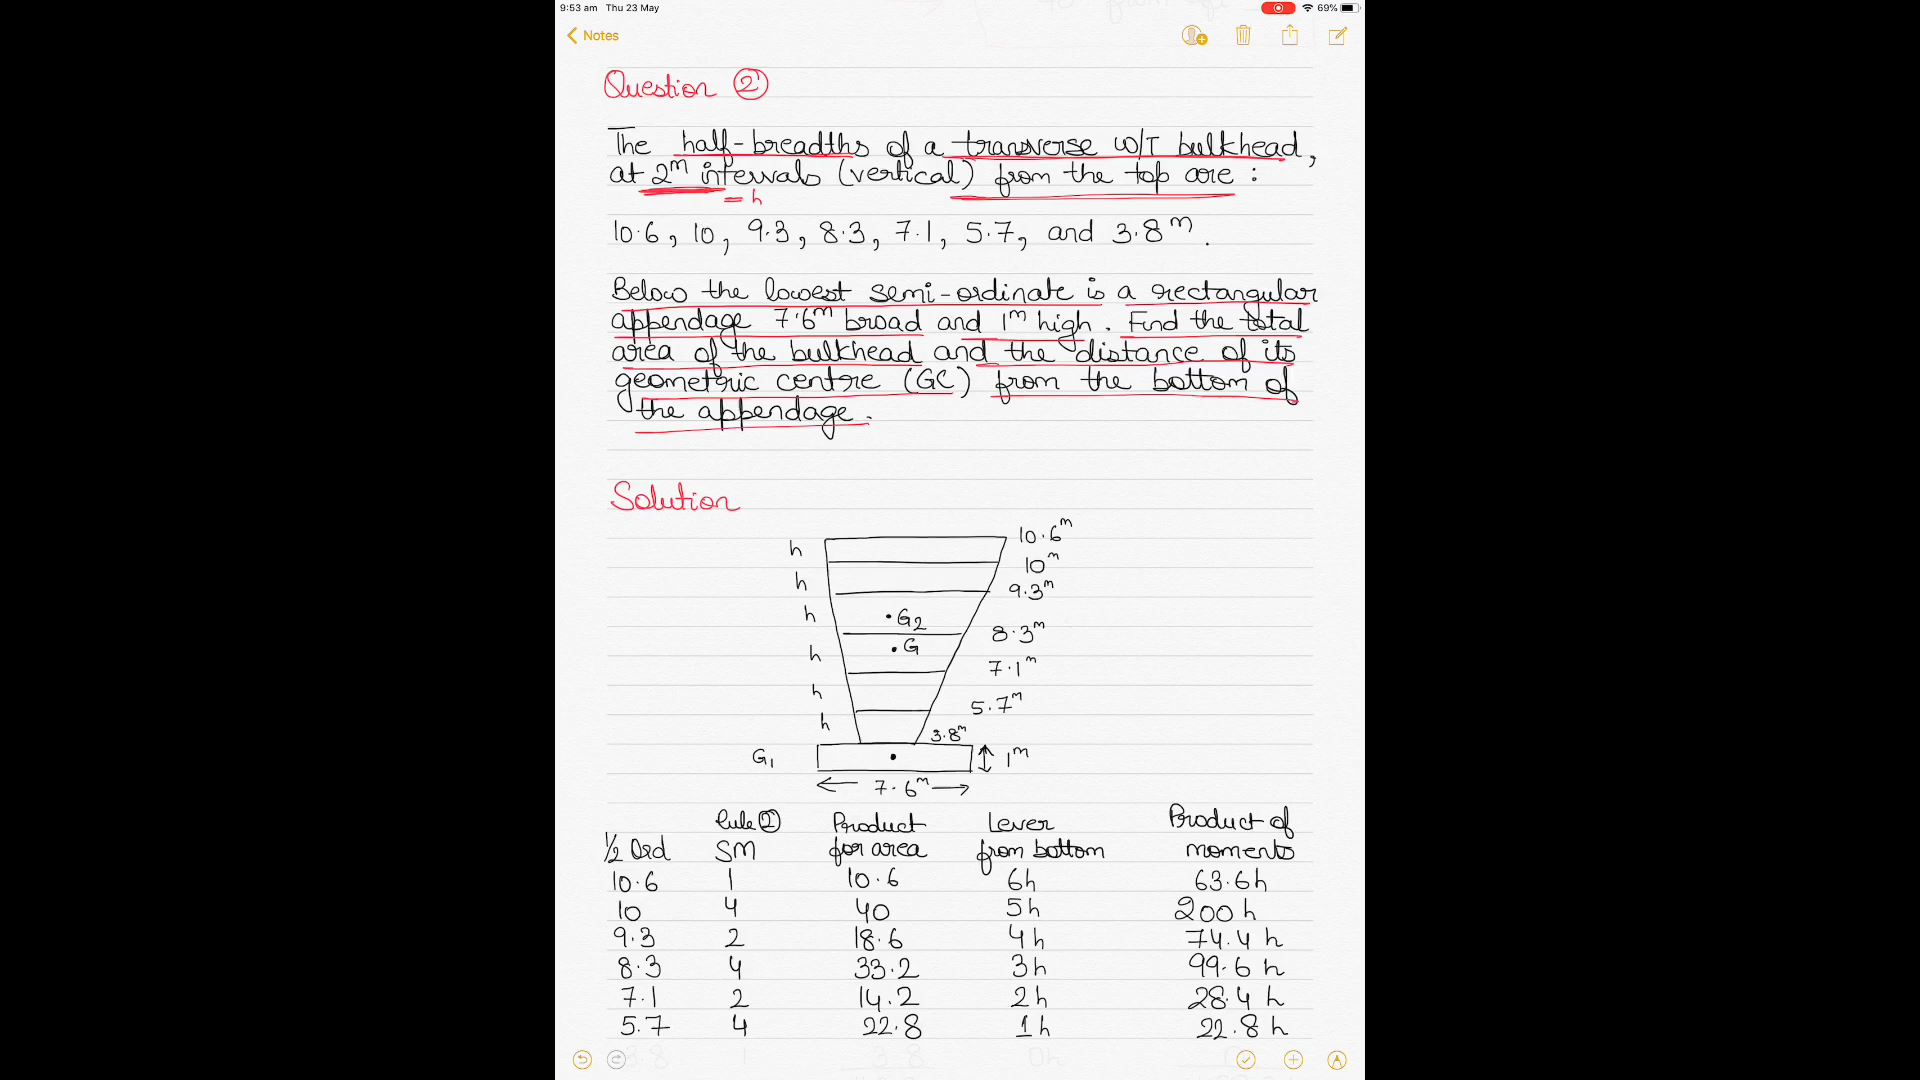 9:53 am Thu 23 May
69%
Notes
Question ②
The half-breadths of a transverse W/T bulkhead,
at 2m intervals (vertical) from the top are :
= h
10.6, 10, 9.3, 8.3, 7.1, 5.7, and 3.8m.
Below the lowest semi-ordinate is a rectangular
appendage 7.6m broad and 1m high. Find the total
area of the bulkhead and the distance of its
geometric centre (GC) from the bottom of
the appendage.
Solution
10.6m
h
10m
h
9.3m
h
G2
8.3m
G
h
7.1m
h
5.7m
h
3.8m
G1
1m
7.6m
Rule ① Product Lever Product of
½ Ord SM for area from bottom moments
10.6 1 10.6 6h 63.6h
10 4 40 5h 200h
9.3 2 18.6 4h 74.4h
8.3 4 33.2 3h 99.6h
7.1 2 14.2 2h 28.4h
5.7 4 22.8 1h 22.8h
3.8 1 3.8 0h